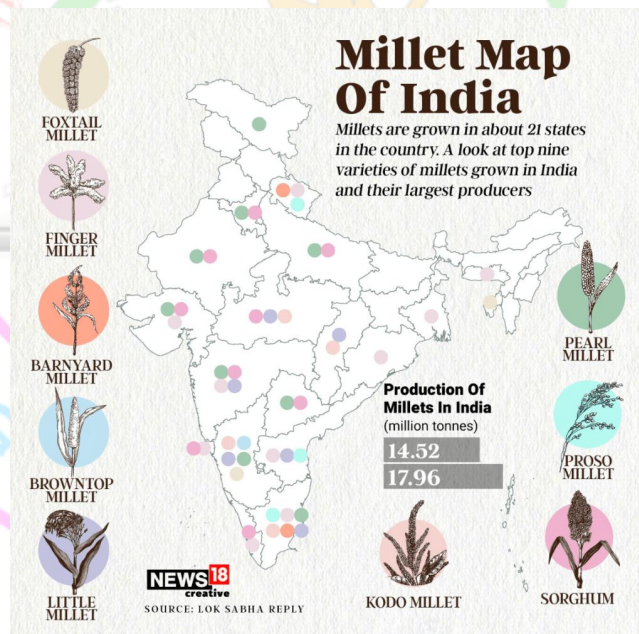 Millet Map
Of India
Millets are grown in about 21 states
in the country. A look at top nine
varieties of millets grown in India
and their largest producers
FOXTAIL
MILLET
FINGER
MILLET
BARNYARD
MILLET
BROWNTOP
MILLET
LITTLE
MILLET
PEARL
MILLET
PROSO
MILLET
SORGHUM
KODO MILLET
Production Of
Millets In India
(million tonnes)
14.52
17.96
NEWS18
creative
SOURCE: LOK SABHA REPLY